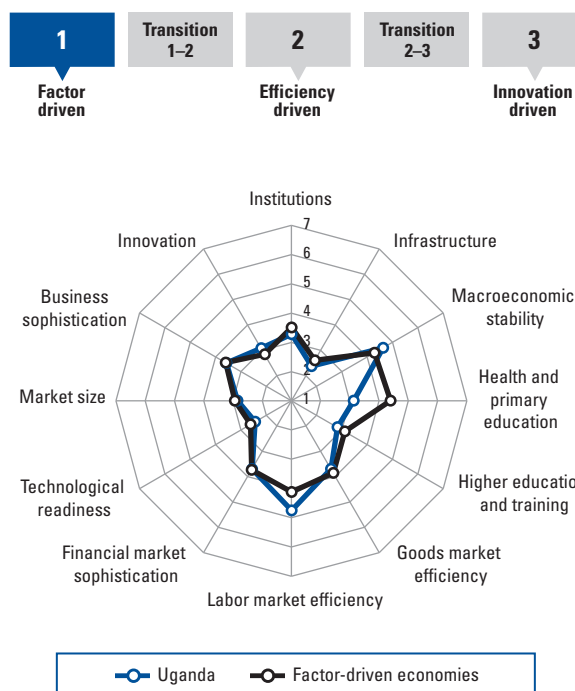 1
Transition
1–2
2
Transition
2–3
3
Factor
driven
Efficiency
driven
Innovation
driven
Institutions
Innovation
Infrastructure
Business
sophistication
Macroeconomic
stability
Market size
Health and
primary
education
Technological
readiness
Higher educatio
and training
Financial market
sophistication
Goods market
efficiency
Labor market efficiency
7
6
5
4
3
2
1
Uganda
Factor-driven economies